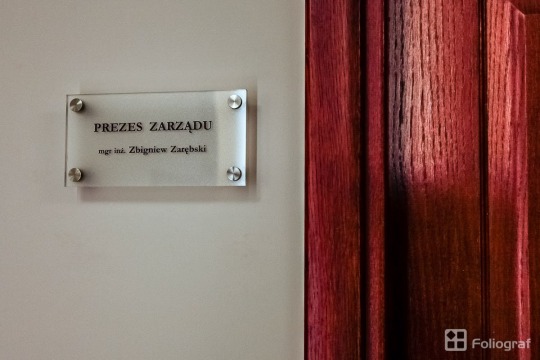 PREZES ZARZĄDU
mgr inż. Zbigniew Zarębski
Foliograf